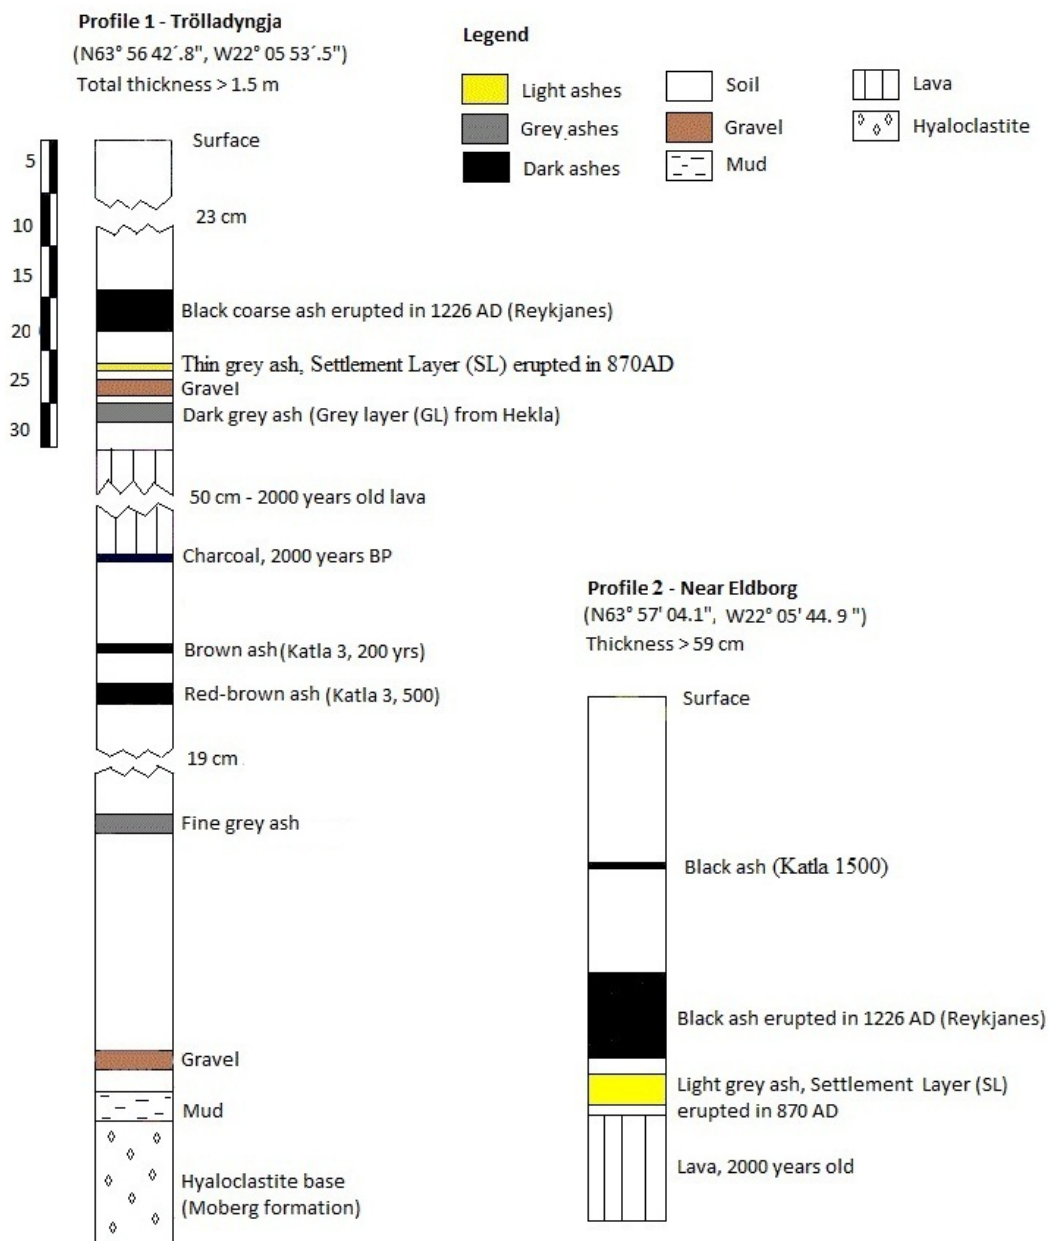 Profile 1 - Trölladyngja
(N63° 56 42´.8", W22° 05 53´.5")
Total thickness > 1.5 m
Legend
Light ashes
Grey ashes
Dark ashes
Soil
Gravel
Mud
Lava
Hyaloclastite
5
10
15
20
25
30
Surface
23 cm
Black coarse ash erupted in 1226 AD (Reykjanes)
Thin grey ash, Settlement Layer (SL) erupted in 870AD
Gravel
Dark grey ash (Grey layer (GL) from Hekla)
50 cm - 2000 years old lava
Charcoal, 2000 years BP
Brown ash (Katla 3, 200 yrs)
Red-brown ash (Katla 3, 500)
19 cm
Fine grey ash
Gravel
Mud
Hyaloclastite base
(Moberg formation)
Profile 2 - Near Eldborg
(N63° 57' 04.1", W22° 05' 44. 9 ")
Thickness > 59 cm
Surface
Black ash (Katla 1500)
Black ash erupted in 1226 AD (Reykjanes)
Light grey ash, Settlement Layer (SL)
erupted in 870 AD
Lava, 2000 years old